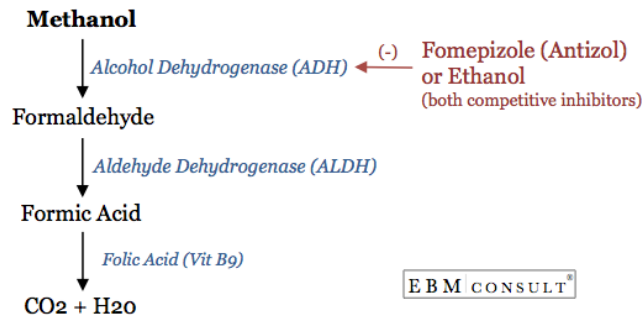 Methanol
Alcohol Dehydrogenase (ADH)
(-)
Fomepizole (Antizol)
or Ethanol
(both competitive inhibitors)
Formaldehyde
Aldehyde Dehydrogenase (ALDH)
Formic Acid
Folic Acid (Vit B9)
CO2 + H20
EBM CONSULT®